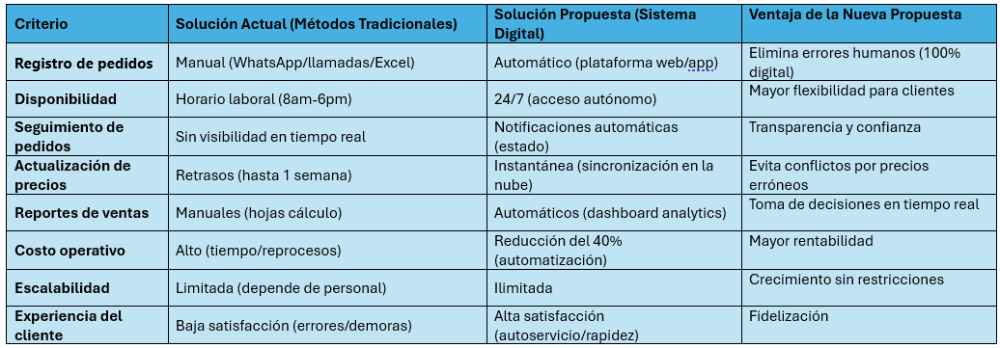 Criterio
Solución Actual (Métodos Tradicionales)
Solución Propuesta (Sistema
Digital)
Ventaja de la Nueva Propuesta
Registro de pedidos
Manual (WhatsApp/llamadas/Excel)
Automático (plataforma web/app)
Elimina errores humanos (100%
digital)
Disponibilidad
Horario laboral (8am-6pm)
24/7 (acceso autónomo)
Mayor flexibilidad para clientes
Seguimiento de
pedidos
Sin visibilidad en tiempo real
Notificaciones automáticas
(estado)
Transparencia y confianza
Actualización de
precios
Retrasos (hasta 1 semana)
Instantánea (sincronización en la
nube)
Evita conflictos por precios
erróneos
Reportes de ventas
Manuales (hojas cálculo)
Automáticos (dashboard analytics)
Toma de decisiones en tiempo real
Costo operativo
Alto (tiempo/reprocesos)
Reducción del 40%
(automatización)
Mayor rentabilidad
Escalabilidad
Limitada (depende de personal)
Ilimitada
Crecimiento sin restricciones
Experiencia del
cliente
Baja satisfacción (errores/demoras)
Alta satisfacción
(autoservicio/rapidez)
Fidelización